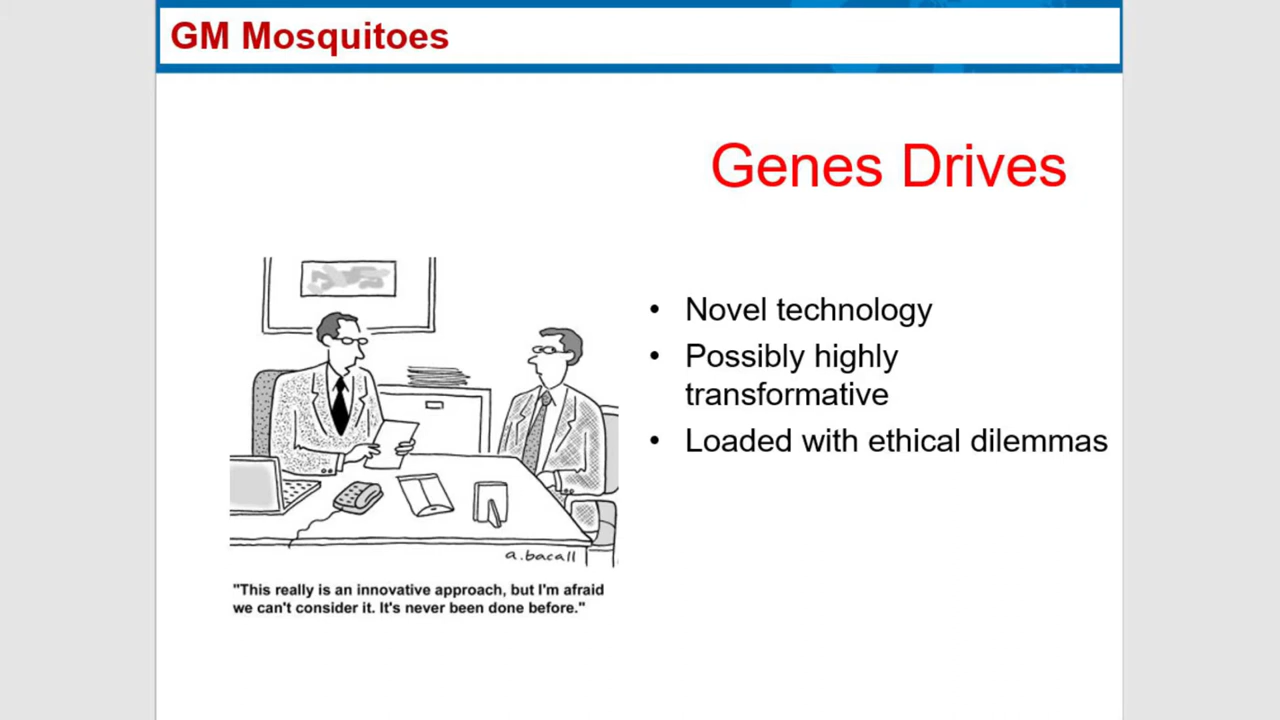 GM Mosquitoes
Genes Drives
• Novel technology
• Possibly highly
transformative
• Loaded with ethical dilemmas
a.bacall
"This really is an innovative approach, but I'm afraid
we can't consider it. It's never been done before."